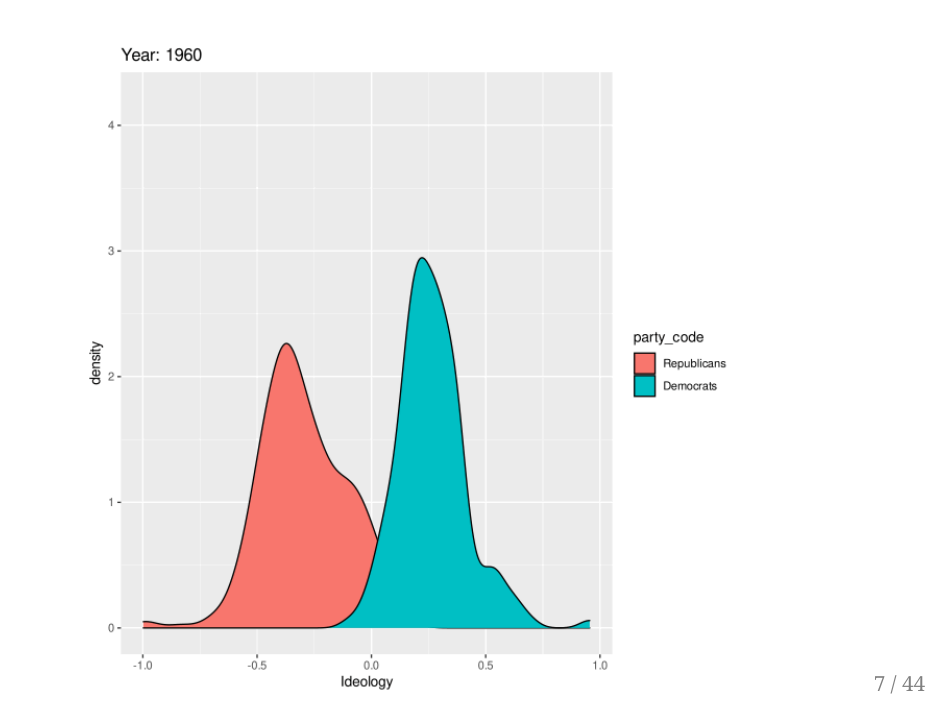 Year: 1960
4
3
2
1
0
density
-1.0 -0.5 0.0 0.5 1.0
Ideology
party_code
Republicans
Democrats
7 / 44